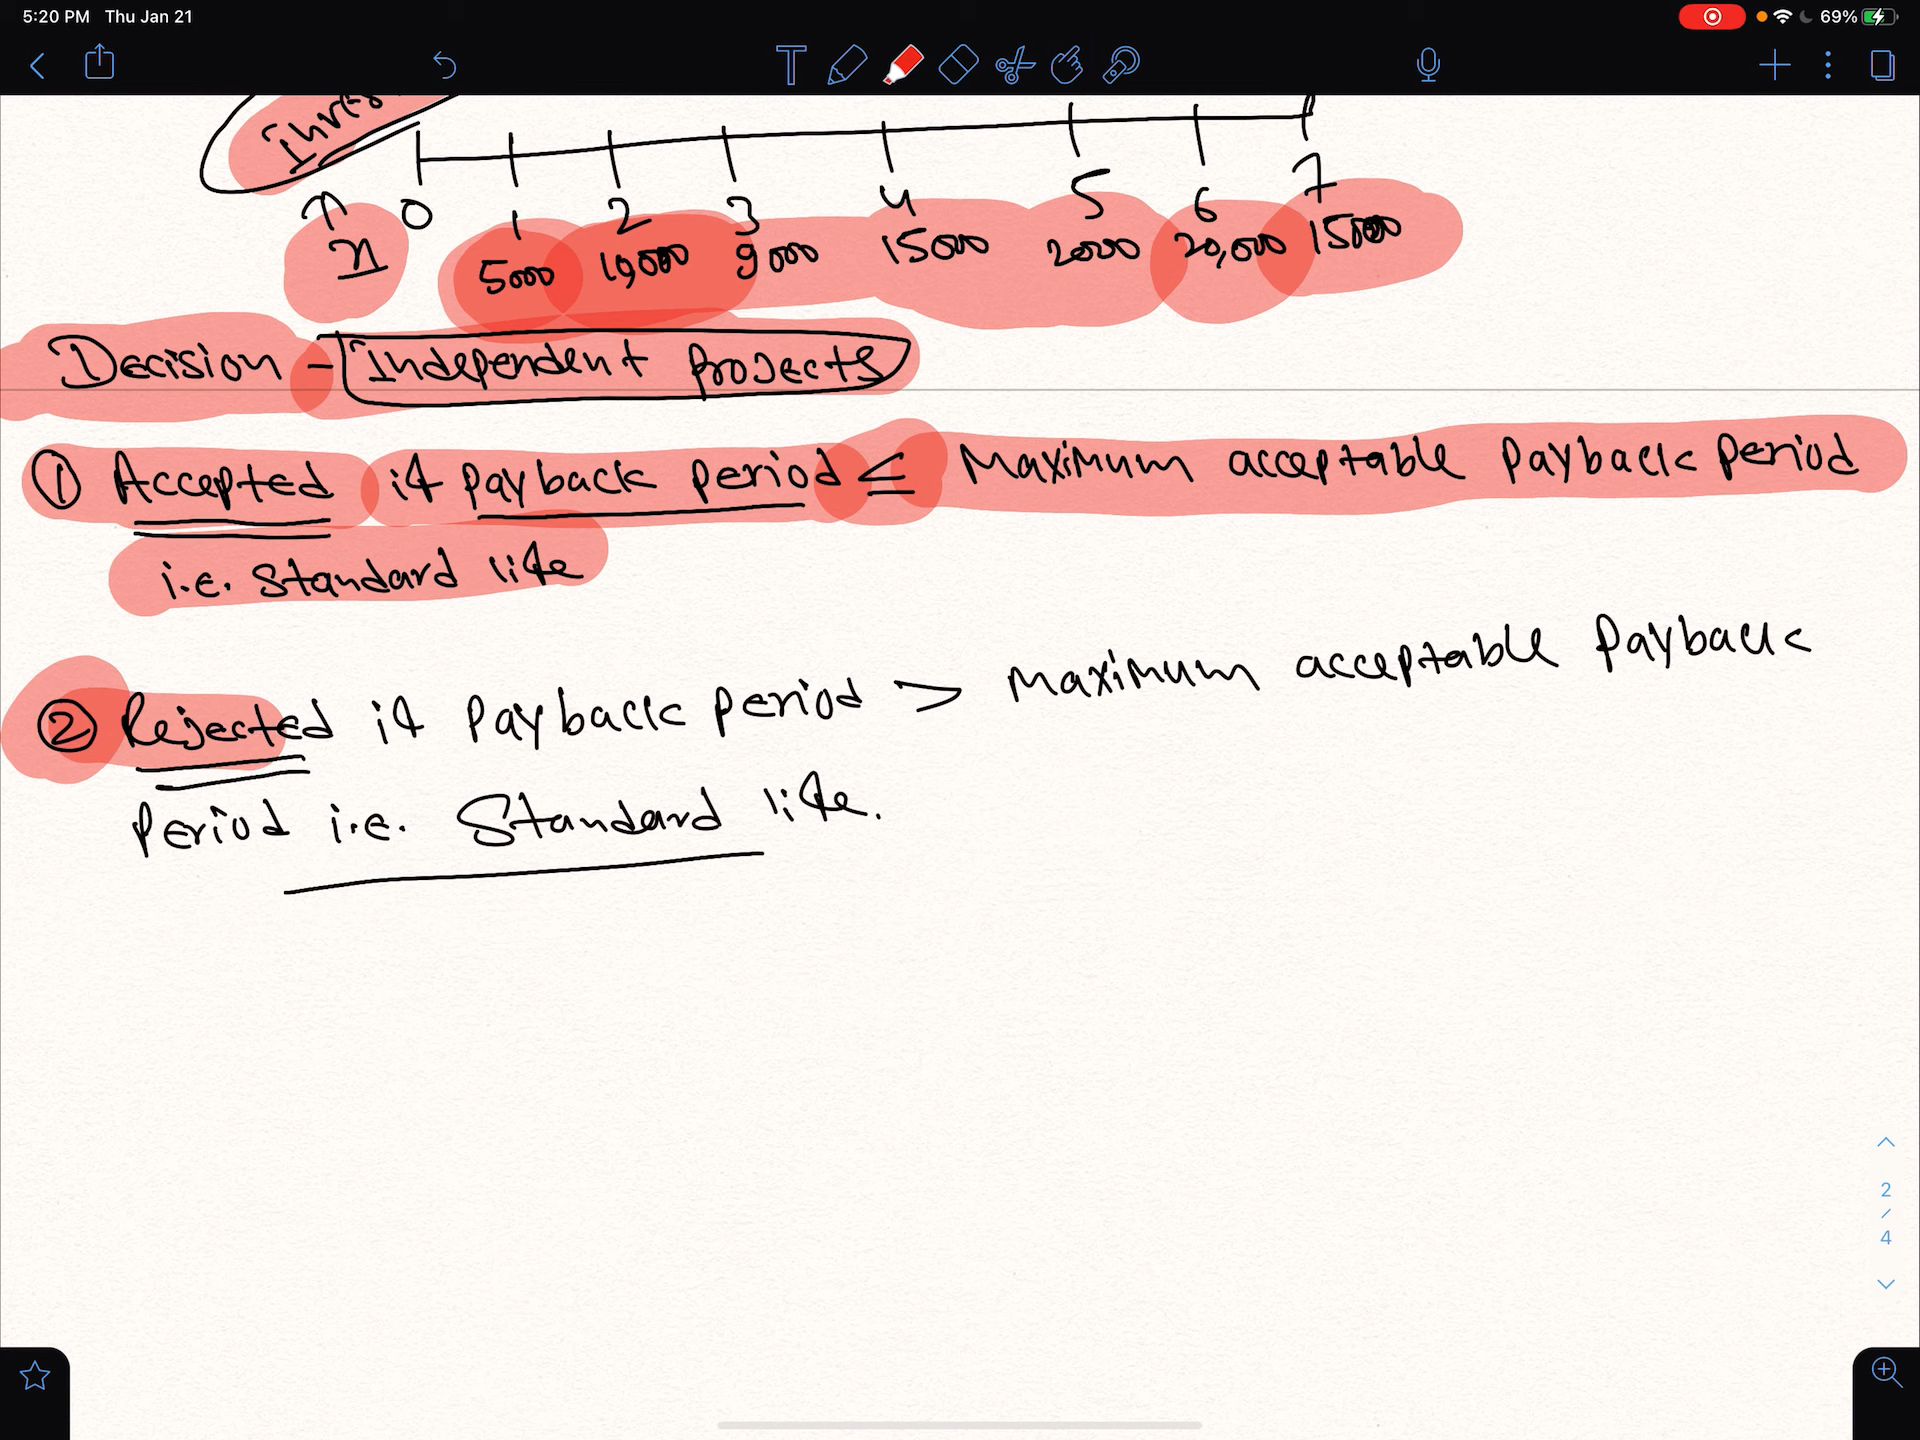 5:20 PM Thu Jan 21
69%
0 1 2 3 4 5 6 7
n 5000 10,000 9000 15000 2000 20,000 15000
Decision - Independent projects
① Accepted if payback period ≤ Maximum acceptable payback period
i.e. Standard life
② Rejected if payback period > Maximum acceptable payback
period i.e. Standard life.
2
/
4